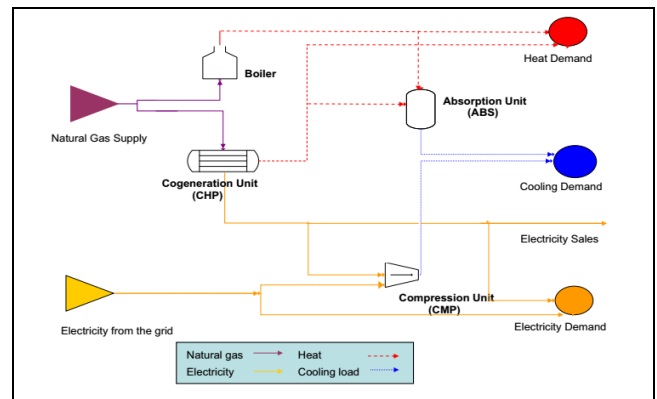 Heat Demand
Boiler
Absorption Unit
(ABS)
Natural Gas Supply
Cogeneration Unit
(CHP)
Cooling Demand
Electricity Sales
Compression Unit
(CMP)
Electricity from the grid
Electricity Demand
Natural gas Heat
Electricity Cooling load